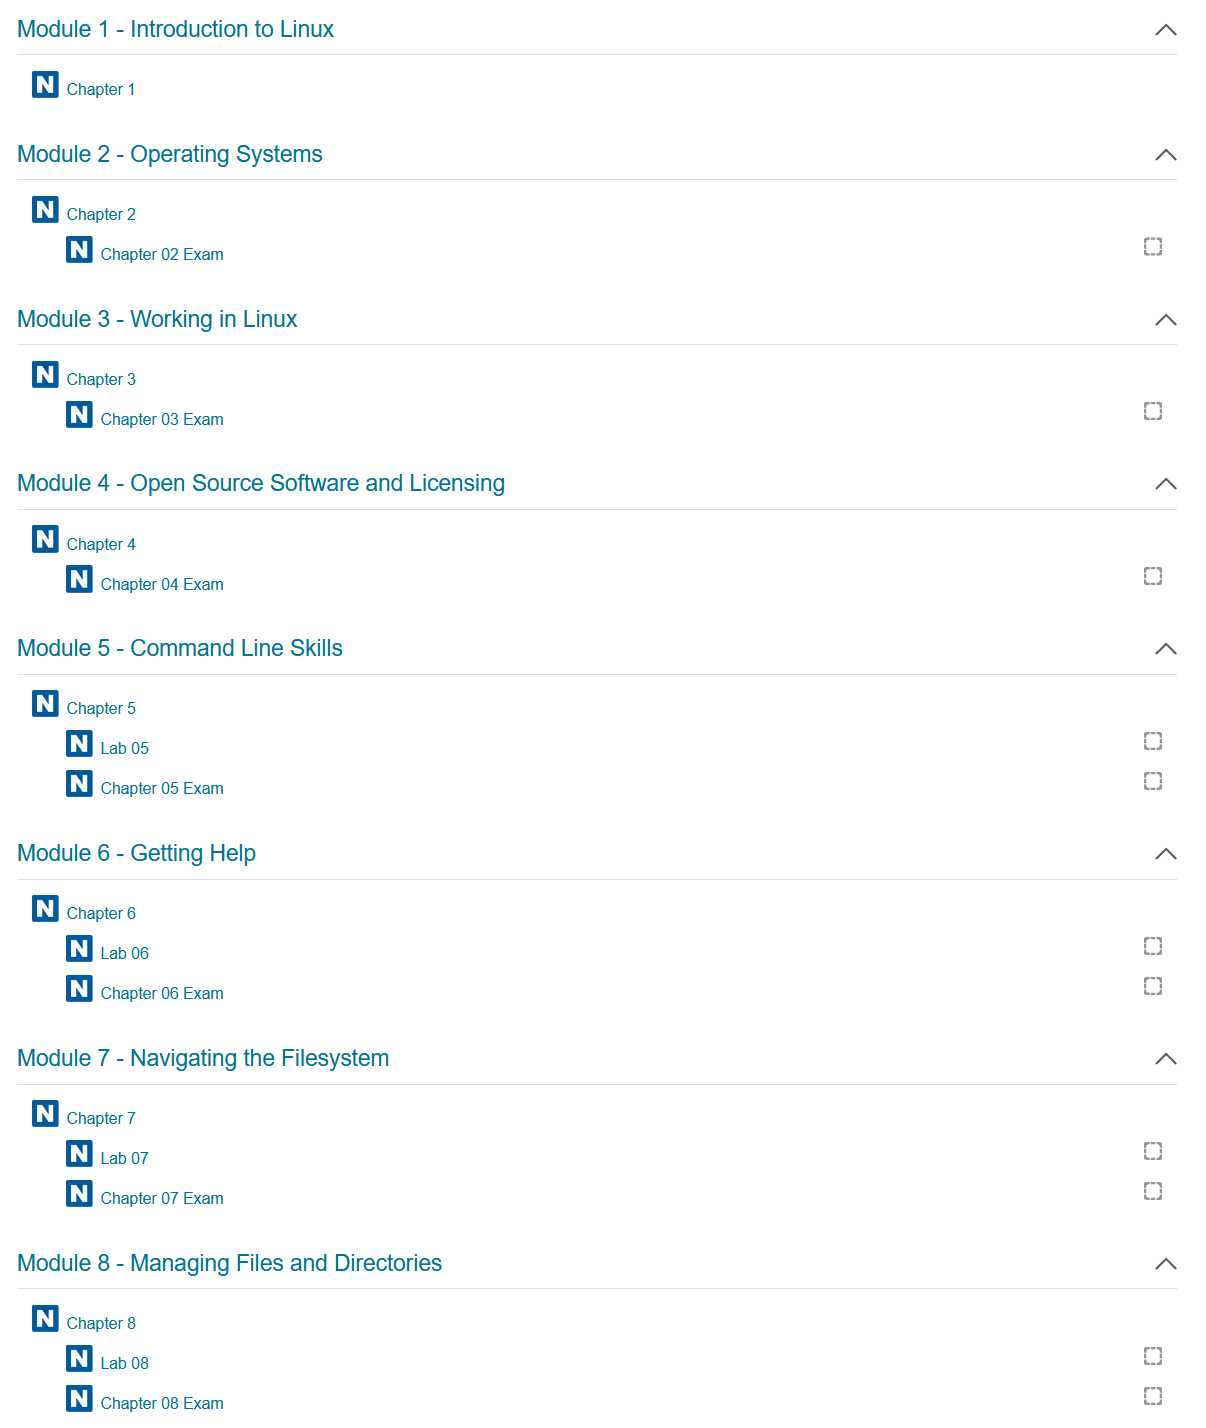 Module 1 - Introduction to Linux
N Chapter 1
Module 2 - Operating Systems
N Chapter 2
N Chapter 02 Exam
Module 3 - Working in Linux
N Chapter 3
N Chapter 03 Exam
Module 4 - Open Source Software and Licensing
N Chapter 4
N Chapter 04 Exam
Module 5 - Command Line Skills
N Chapter 5
N Lab 05
N Chapter 05 Exam
Module 6 - Getting Help
N Chapter 6
N Lab 06
N Chapter 06 Exam
Module 7 - Navigating the Filesystem
N Chapter 7
N Lab 07
N Chapter 07 Exam
Module 8 - Managing Files and Directories
N Chapter 8
N Lab 08
N Chapter 08 Exam